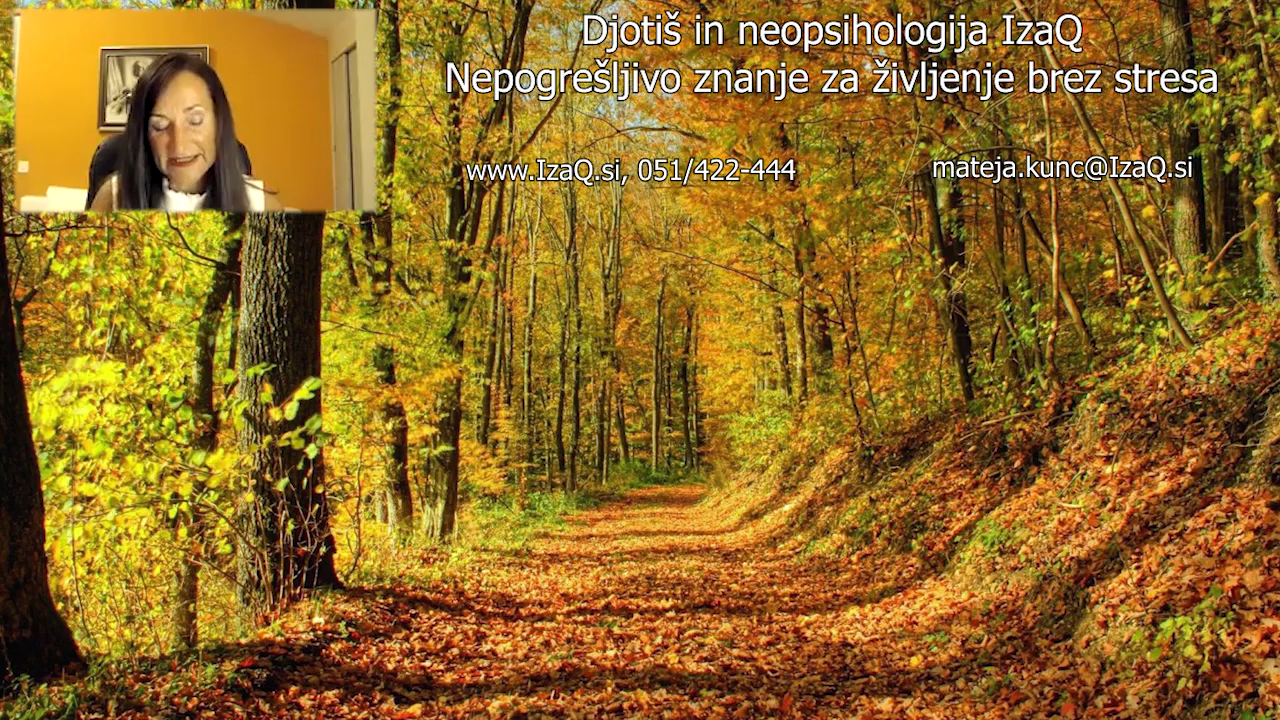 Djotiš in neopsihologija IzaQ
Nepogrešljivo znanje za življenje brez stresa
www.IzaQ.si, 051/422-444
mateja.kunc@IzaQ.si